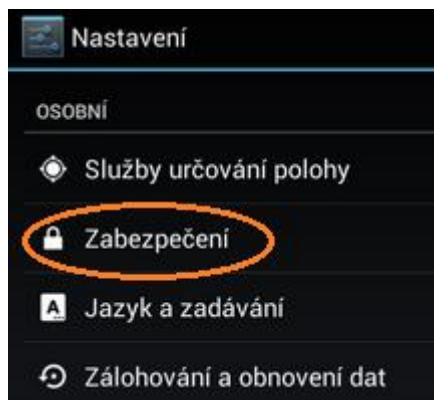 Nastavení
OSOBNÍ
Služby určování polohy
Zabezpečení
Jazyk a zadávání
Zálohování a obnovení dat